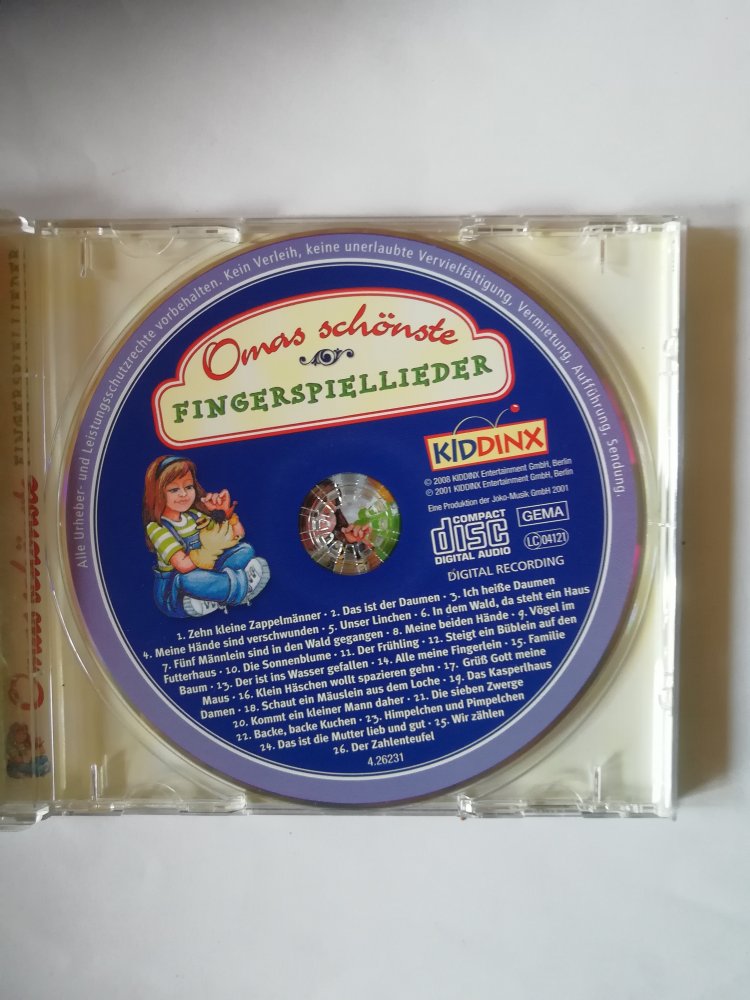 Alle Urheber- und Leistungsschutzrechte vorbehalten. Kein Verleih, keine unerlaubte Vervielfältigung, Vermietung, Aufführung, Sendung.
Omas schönste
FINGERSPIELLIEDER
KIDDINX
© 2008 KIDDINX Entertainment GmbH, Berlin
℗ 2001 KIDDINX Entertainment GmbH, Berlin
Eine Produktion der Joko-Musik GmbH 2001
COMPACT
disc
DIGITAL AUDIO
GEMA
LC 04121
DIGITAL RECORDING
1. Zehn kleine Zappelmänner · 2. Das ist der Daumen · 3. Ich heiße Daumen
4. Meine Hände sind verschwunden · 5. Unser Linchen · 6. In dem Wald, da steht ein Haus
7. Fünf Männlein sind in den Wald gegangen · 8. Meine beiden Hände · 9. Vögel im
Futterhaus · 10. Die Sonnenblume · 11. Der Frühling · 12. Steigt ein Büblein auf den
Baum · 13. Der ist ins Wasser gefallen · 14. Alle meine Fingerlein · 15. Familie
Maus · 16. Klein Häschen wollt spazieren gehn · 17. Grüß Gott meine
Damen · 18. Schaut ein Mäuslein aus dem Loche · 19. Das Kasperlhaus
20. Kommt ein kleiner Mann daher · 21. Die sieben Zwerge
22. Backe, backe Kuchen · 23. Himpelchen und Pimpelchen
24. Das ist die Mutter lieb und gut · 25. Wir zählen
26. Der Zahlenteufel
4.26231